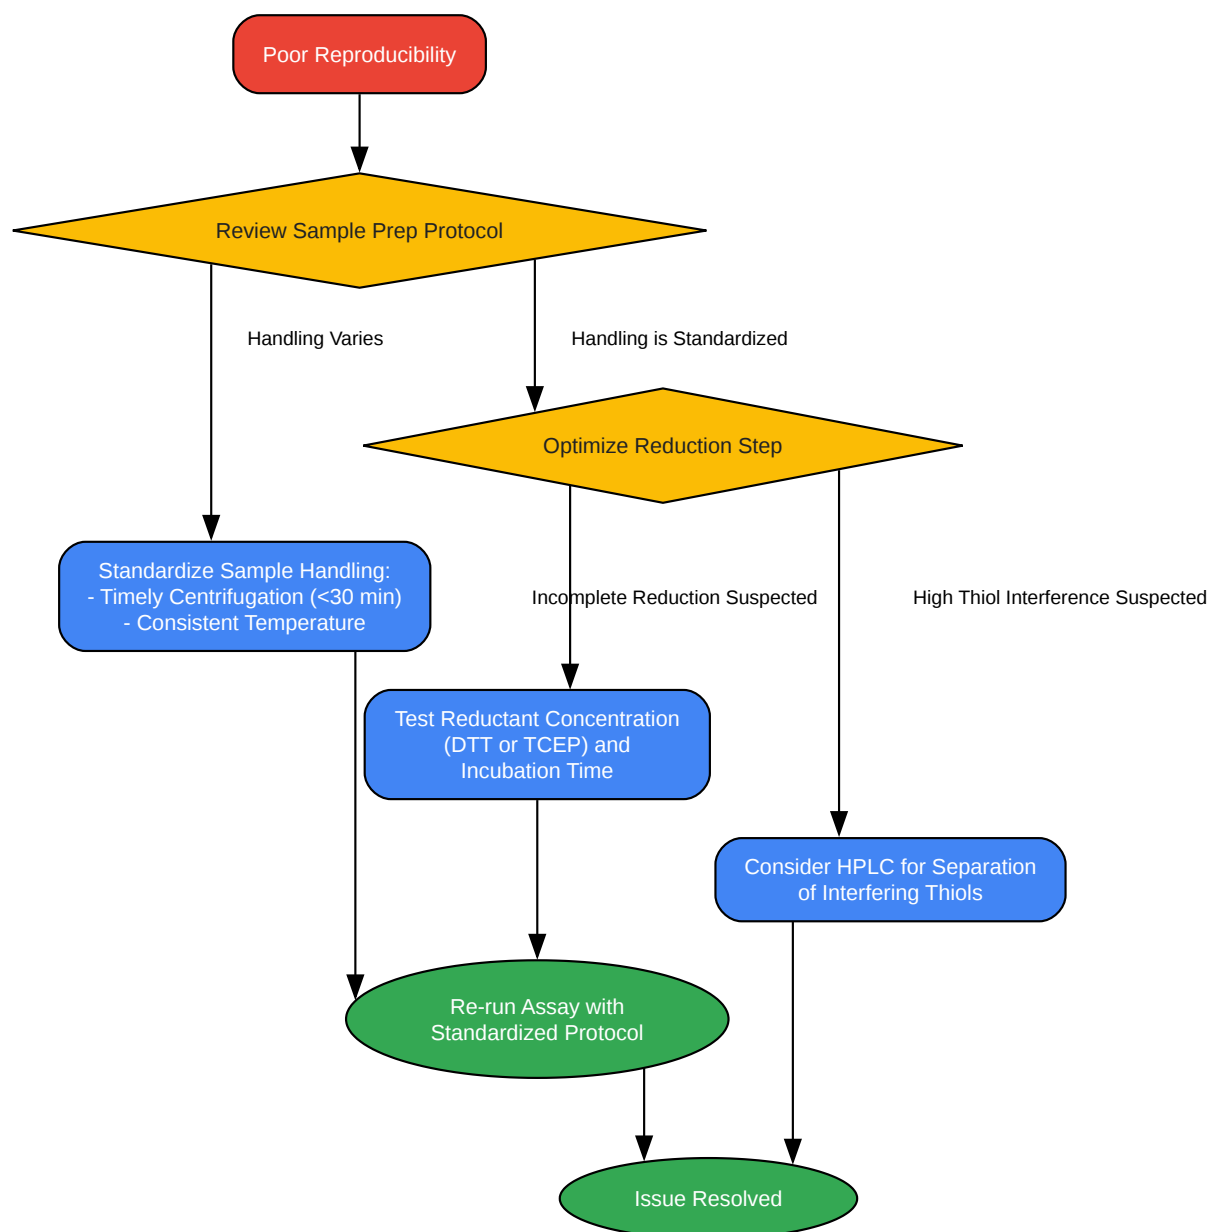 Poor Reproducibility
Review Sample Prep Protocol
Handling Varies
Handling is Standardized
Optimize Reduction Step
Standardize Sample Handling:
- Timely Centrifugation (<30 min)
- Consistent Temperature
Incomplete Reduction Suspected
High Thiol Interference Suspected
Test Reductant Concentration
(DTT or TCEP) and
Incubation Time
Consider HPLC for Separation
of Interfering Thiols
Re-run Assay with
Standardized Protocol
Issue Resolved